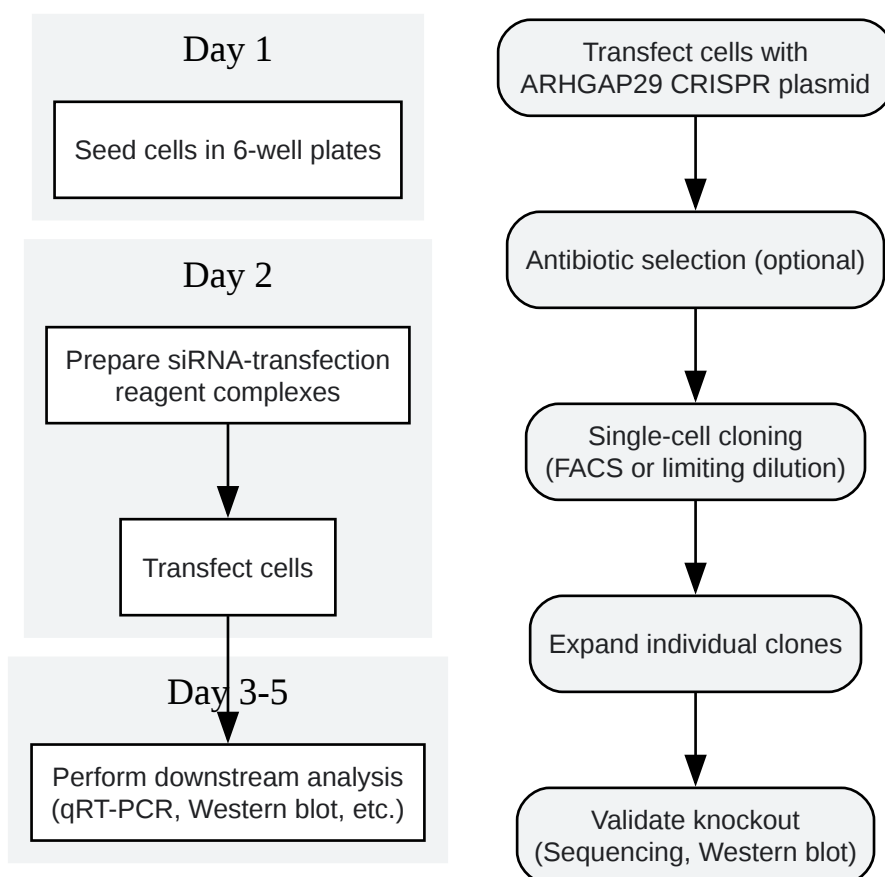 Day 1
Seed cells in 6-well plates
Day 2
Prepare siRNA-transfection
reagent complexes
Transfect cells
Day 3-5
Perform downstream analysis
(qRT-PCR, Western blot, etc.)
Transfect cells with
ARHGAP29 CRISPR plasmid
Antibiotic selection (optional)
Single-cell cloning
(FACS or limiting dilution)
Expand individual clones
Validate knockout
(Sequencing, Western blot)